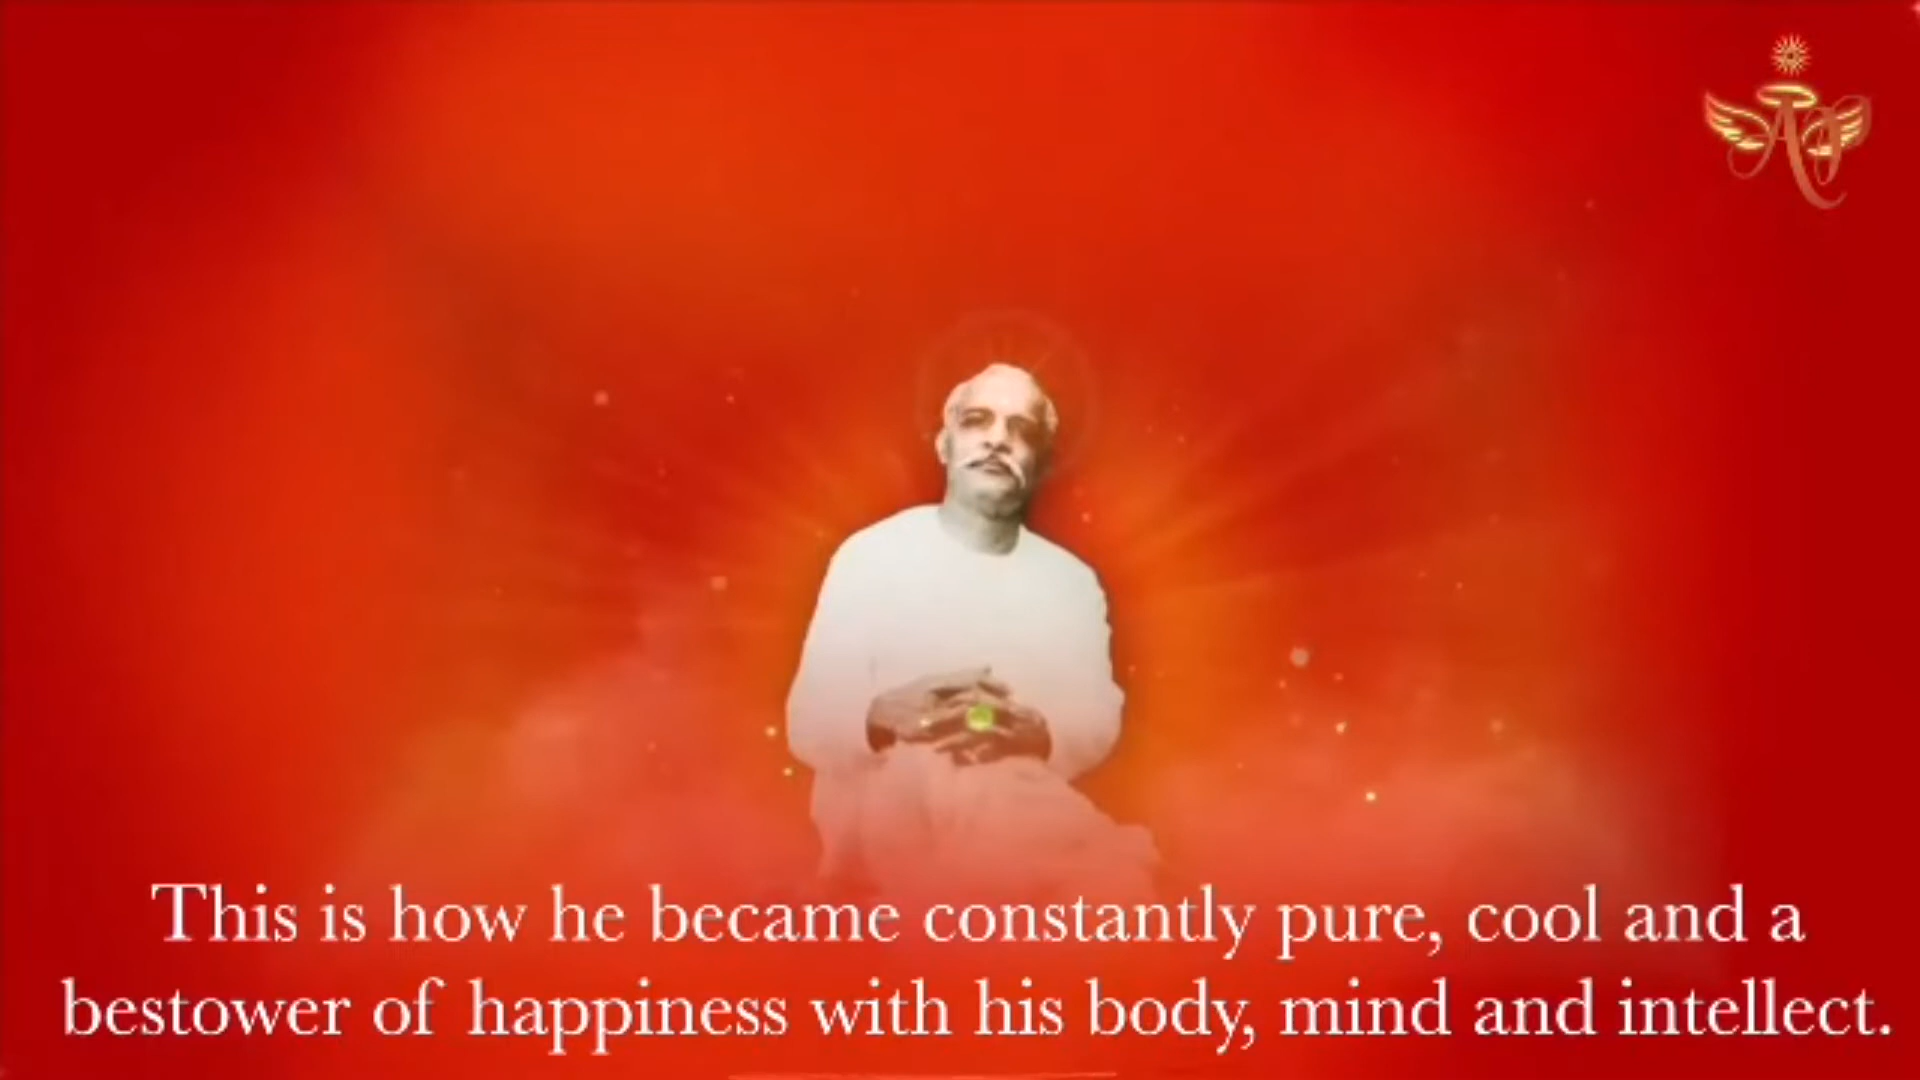 This is how he became constantly pure, cool and a
bestower of happiness with his body, mind and intellect.